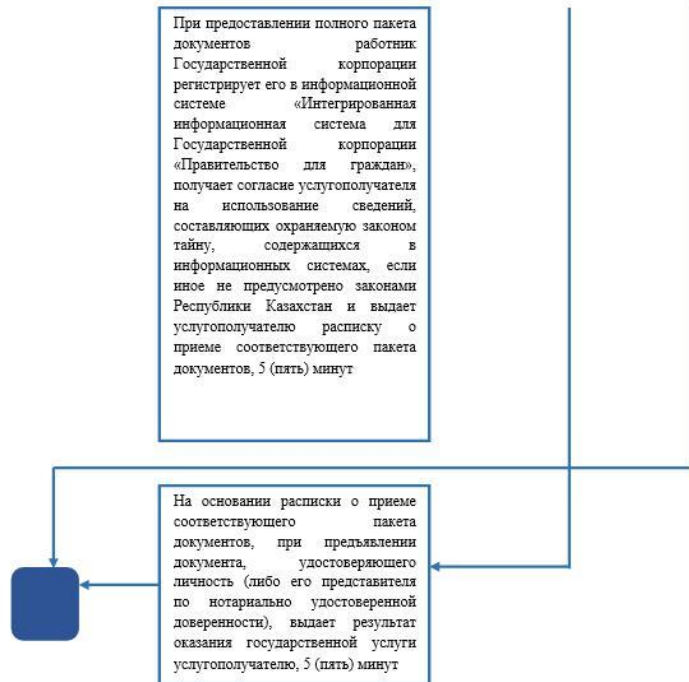 При предоставлении полного пакета
документов работник
Государственной корпорации
регистрирует его в информационной
системе «Интегрированная
информационная система для
Государственной корпорации
«Правительство для граждан»,
получает согласие услугополучателя
на использование сведений,
составляющих охраняемую законом
тайну, содержащихся в
информационных системах, если
иное не предусмотрено законами
Республики Казахстан и выдает
услугополучателю расписку о
приеме соответствующего пакета
документов, 5 (пять) минут
На основании расписки о приеме
соответствующего пакета
документов, при предъявлении
документа, удостоверяющего
личность (либо его представителя
по нотариально удостоверенной
доверенности), выдает результат
оказания государственной услуги
услугополучателю, 5 (пять) минут